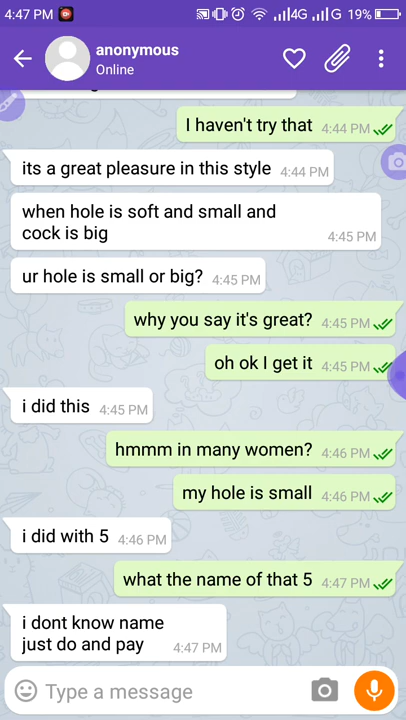 4:47 PM
4G
G
19%
anonymous
Online
I haven't try that 4:44 PM
its a great pleasure in this style 4:44 PM
when hole is soft and small and
cock is big 4:45 PM
ur hole is small or big? 4:45 PM
why you say it's great? 4:45 PM
oh ok I get it 4:45 PM
i did this 4:45 PM
hmmm in many women? 4:46 PM
my hole is small 4:46 PM
i did with 5 4:46 PM
what the name of that 5 4:47 PM
i dont know name
just do and pay 4:47 PM
Type a message